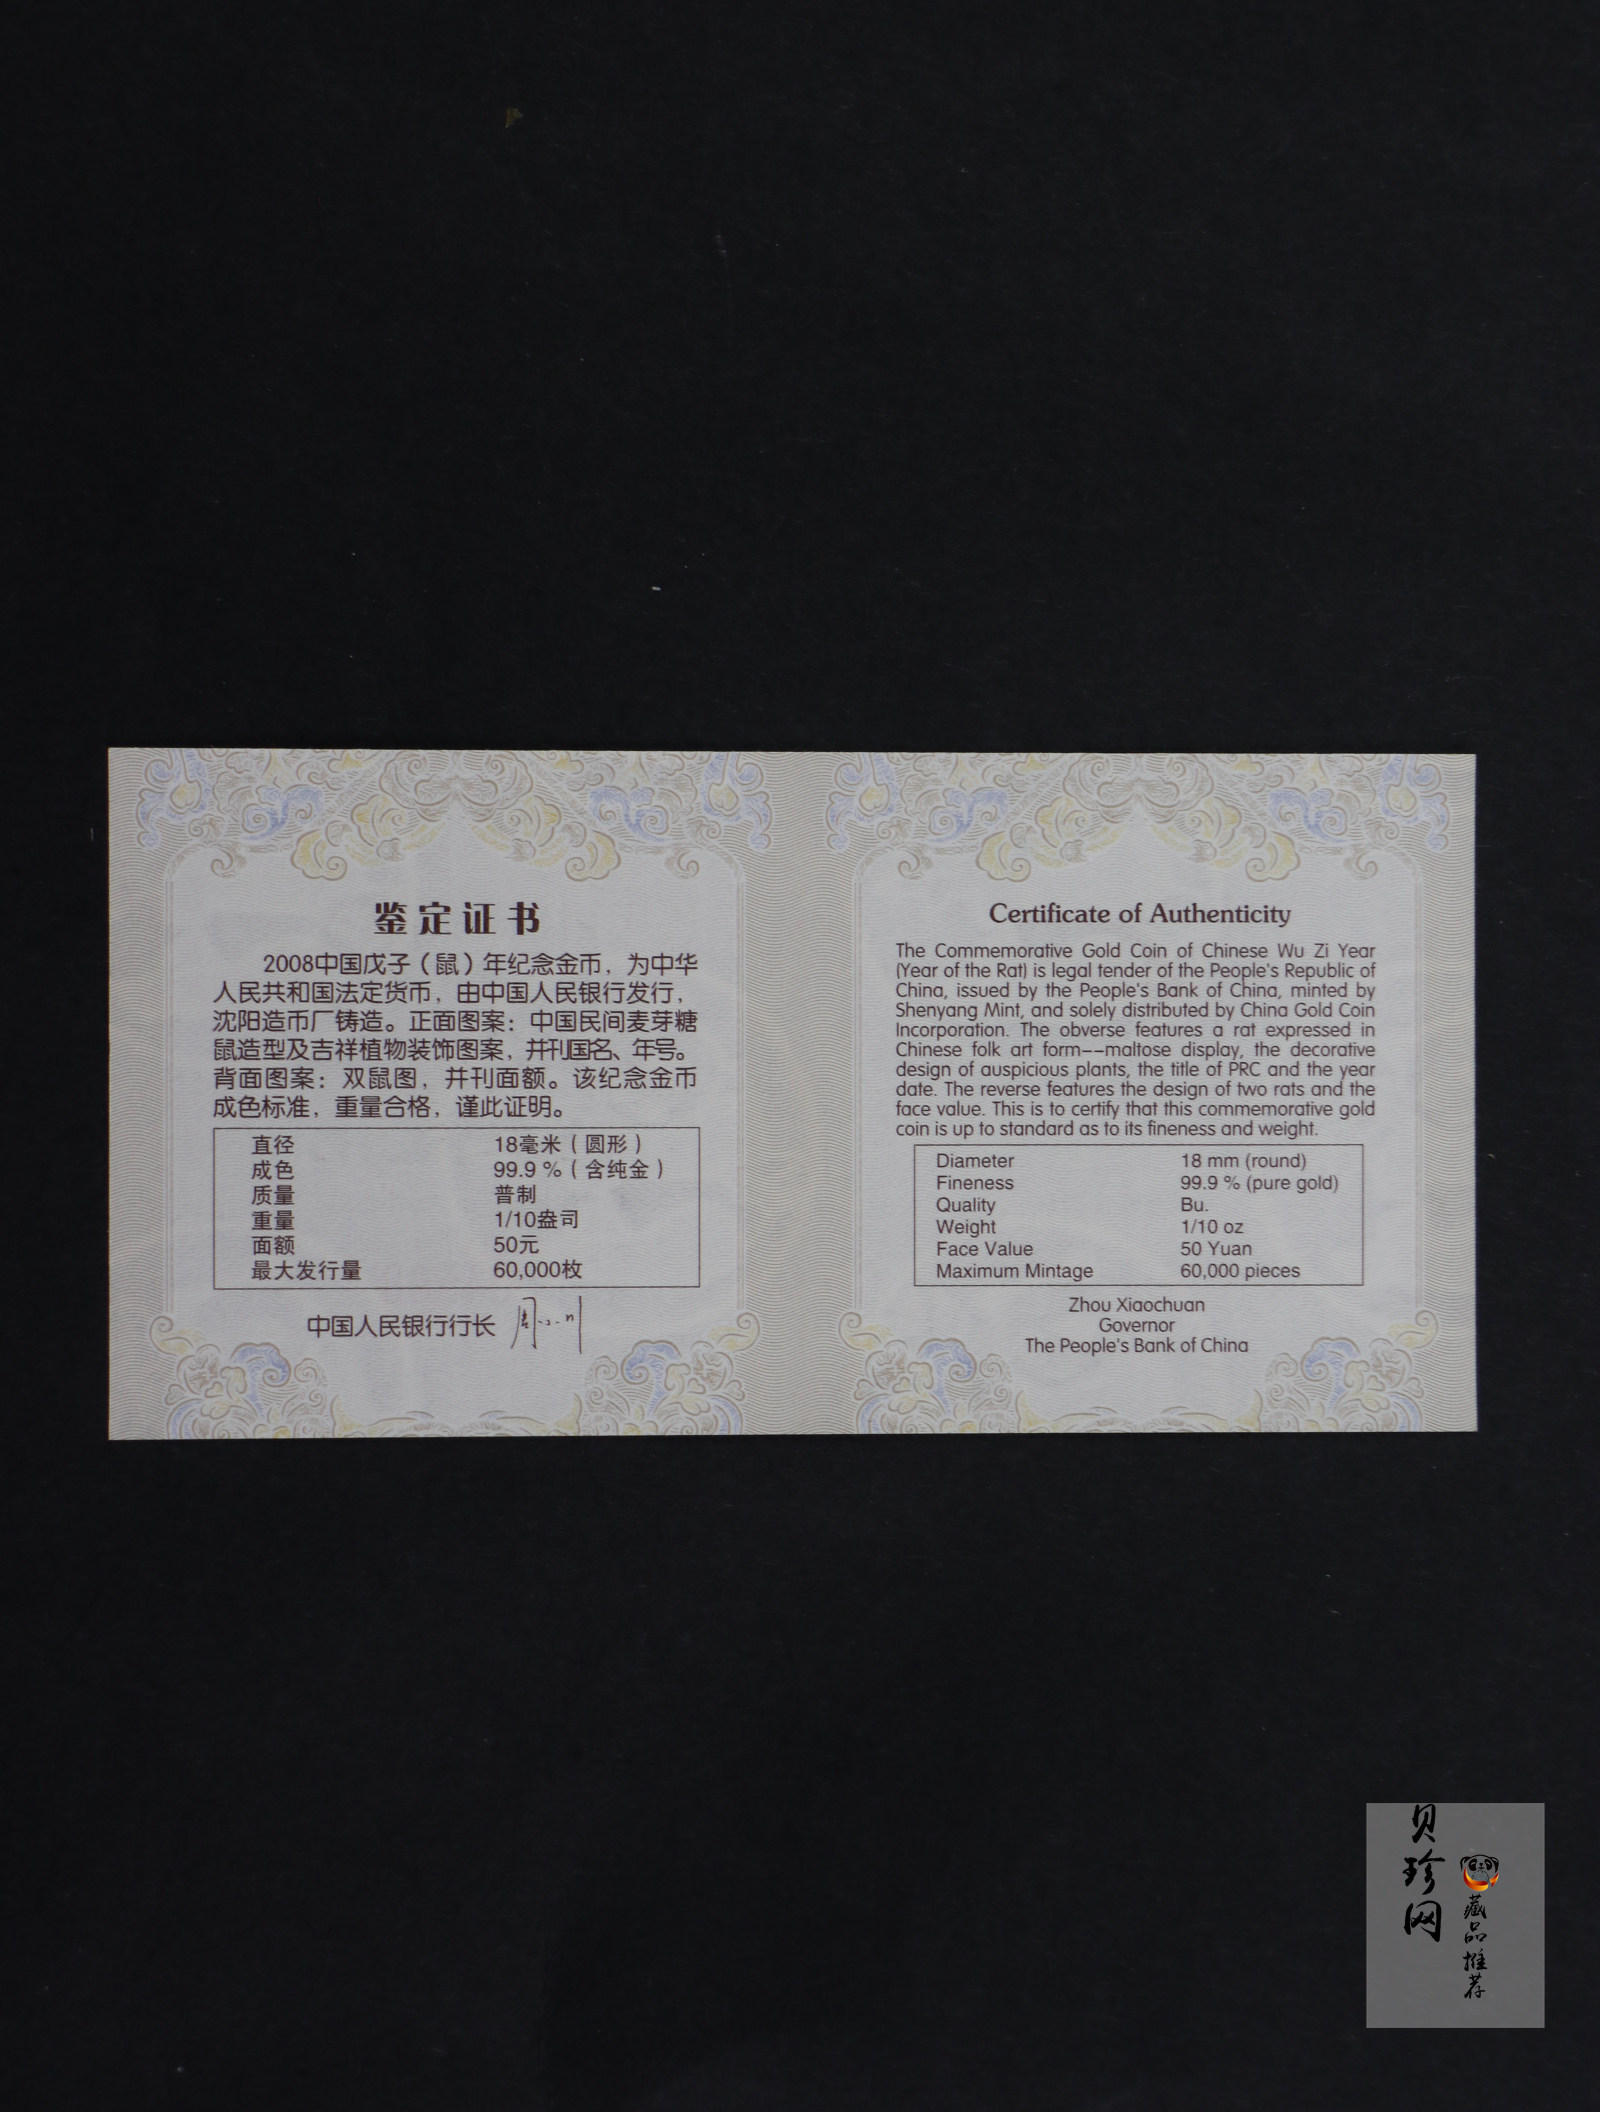 鉴定证书
2008中国戊子（鼠）年纪念金币，为中华
人民共和国法定货币，由中国人民银行发行，
沈阳造币厂铸造。正面图案：中国民间麦芽糖
鼠造型及吉祥植物装饰图案，并刊国名、年号。
背面图案：双鼠图，并刊面额。该纪念金币
成色标准，重量合格，谨此证明。
直径 18毫米（圆形）
成色 99.9 %（含纯金）
质量 普制
重量 1/10盎司
面额 50元
最大发行量 60,000枚
中国人民银行行长 周小川
Certificate of Authenticity
The Commemorative Gold Coin of Chinese Wu Zi Year
(Year of the Rat) is legal tender of the People's Republic of
China, issued by the People's Bank of China, minted by
Shenyang Mint, and solely distributed by China Gold Coin
Incorporation. The obverse features a rat expressed in
Chinese folk art form--maltose display, the decorative
design of auspicious plants, the title of PRC and the year
date. The reverse features the design of two rats and the
face value. This is to certify that this commemorative gold
coin is up to standard as to its fineness and weight.
Diameter 18 mm (round)
Fineness 99.9 % (pure gold)
Quality Bu.
Weight 1/10 oz
Face Value 50 Yuan
Maximum Mintage 60,000 pieces
Zhou Xiaochuan
Governor
The People's Bank of China
贝珍网
藏品推荐